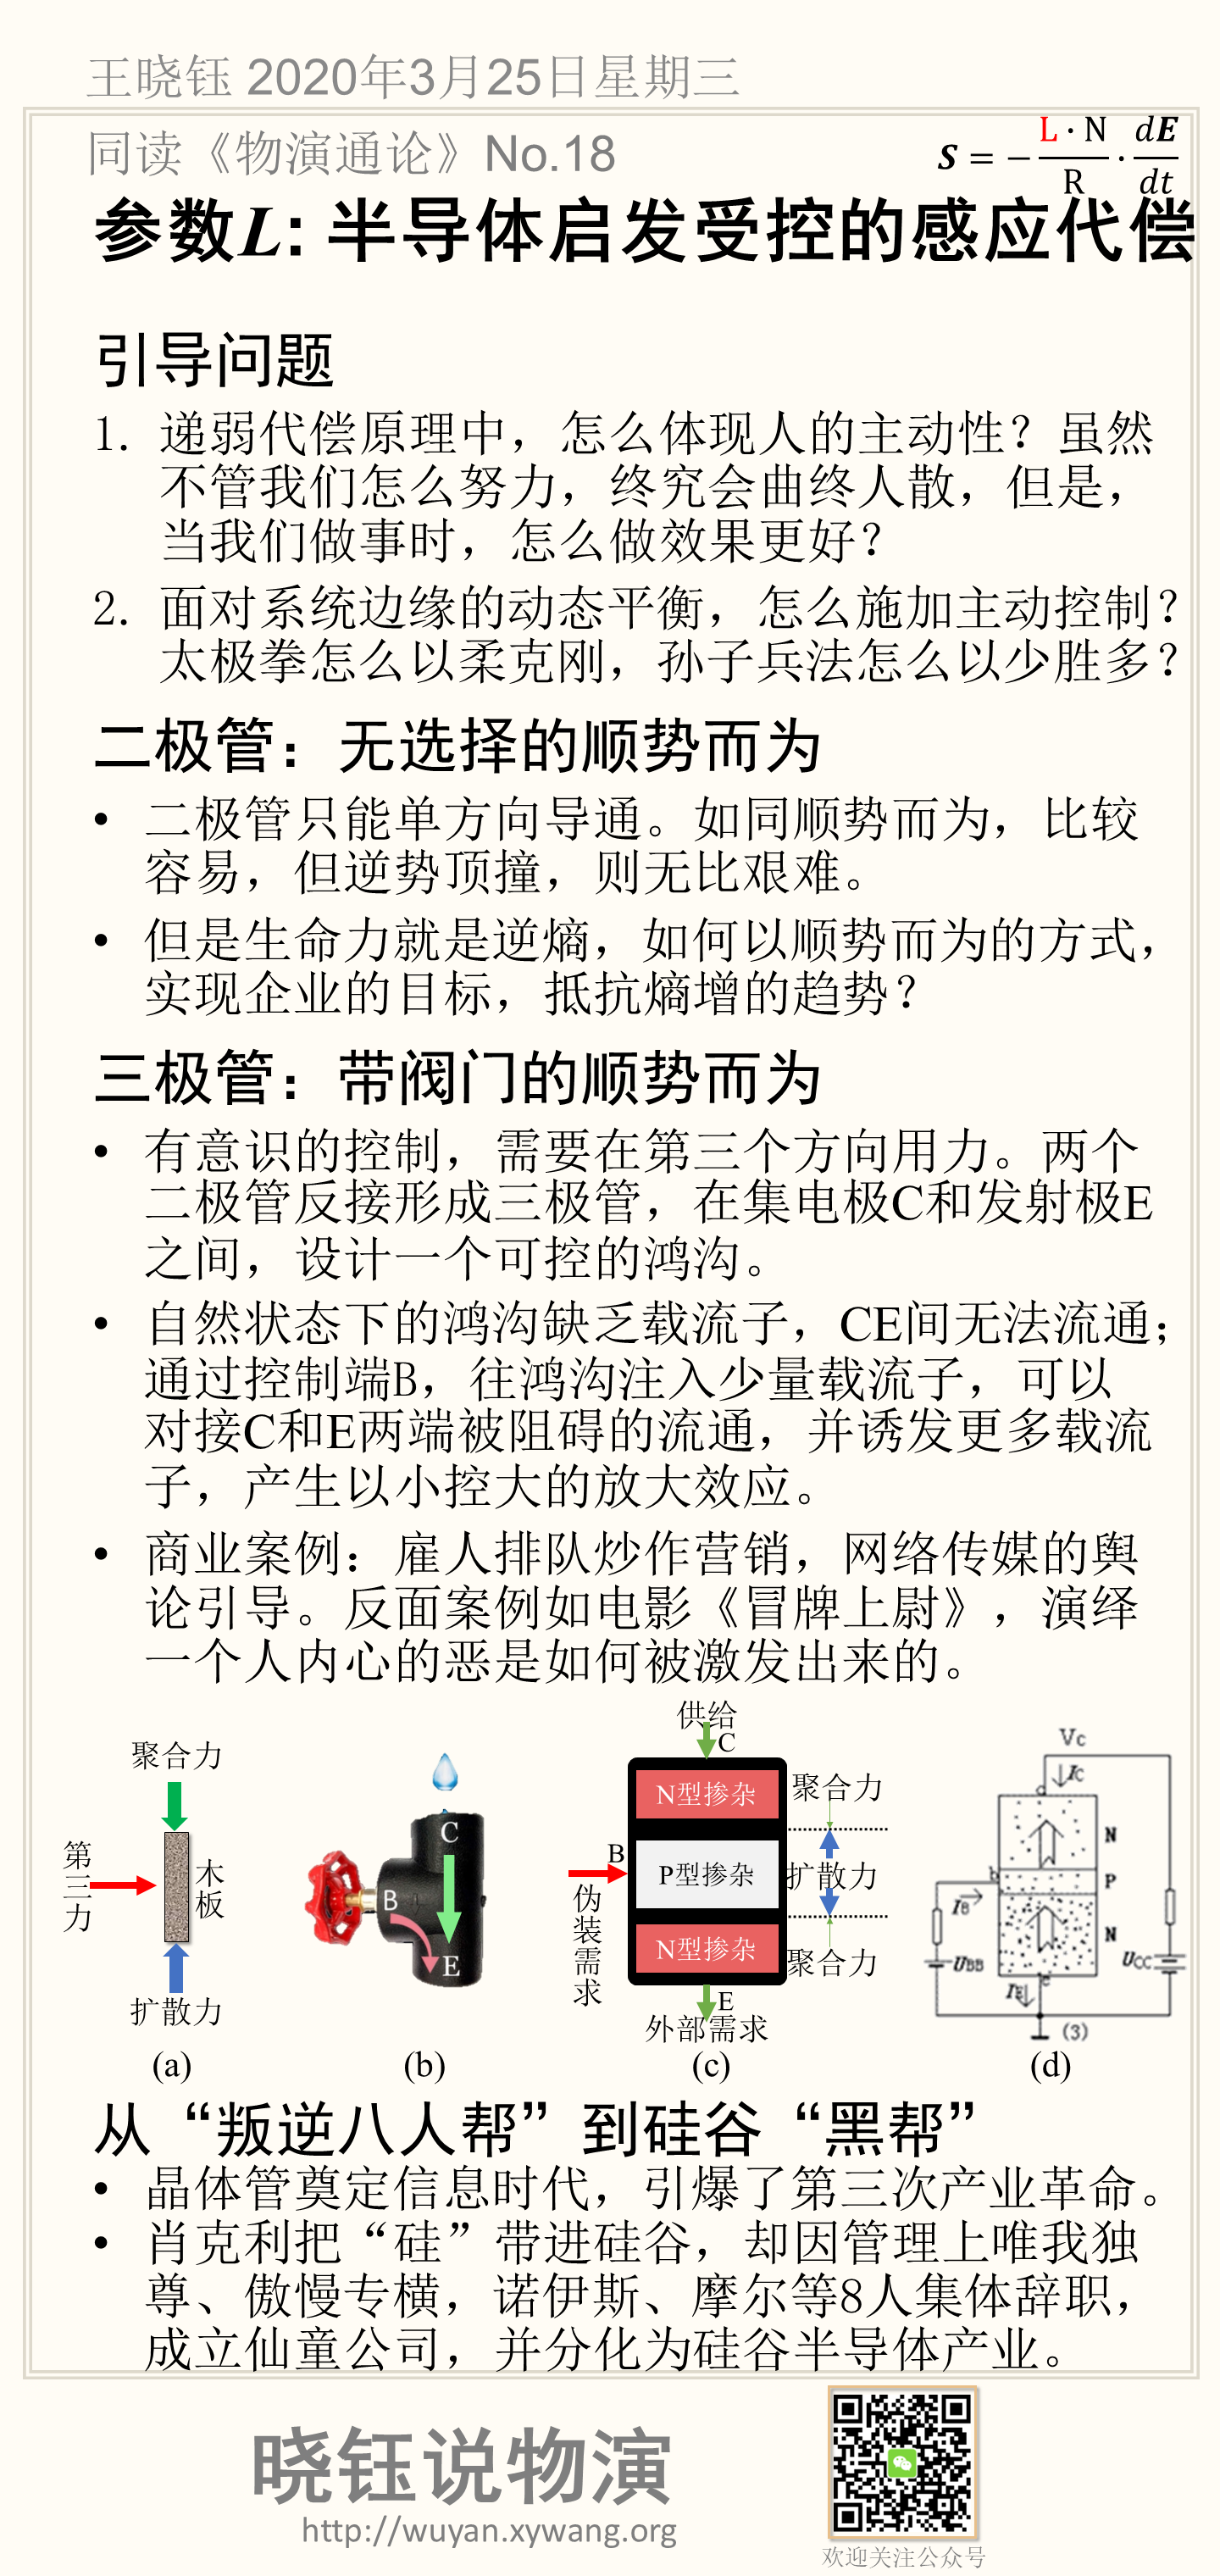 王晓钰 2020年3月25日星期三
同读《物演通论》No.18
S = − L · N / R · dE / dt
参数L: 半导体启发受控的感应代偿
引导问题
1. 递弱代偿原理中，怎么体现人的主动性？虽然
不管我们怎么努力，终究会曲终人散，但是，
当我们做事时，怎么做效果更好？
2. 面对系统边缘的动态平衡，怎么施加主动控制？
太极拳怎么以柔克刚，孙子兵法怎么以少胜多？
二极管：无选择的顺势而为
• 二极管只能单方向导通。如同顺势而为，比较
容易，但逆势顶撞，则无比艰难。
• 但是生命力就是逆熵，如何以顺势而为的方式，
实现企业的目标，抵抗熵增的趋势？
三极管：带阀门的顺势而为
• 有意识的控制，需要在第三个方向用力。两个
二极管反接形成三极管，在集电极C和发射极E
之间，设计一个可控的鸿沟。
• 自然状态下的鸿沟缺乏载流子，CE间无法流通；
通过控制端B，往鸿沟注入少量载流子，可以
对接C和E两端被阻碍的流通，并诱发更多载流
子，产生以小控大的放大效应。
• 商业案例：雇人排队炒作营销，网络传媒的舆
论引导。反面案例如电影《冒牌上尉》，演绎
一个人内心的恶是如何被激发出来的。
聚合力
第三力
木板
扩散力
(a)
C
B
E
(b)
供给
C
N型掺杂
聚合力
B
P型掺杂
扩散力
伪装需求
N型掺杂
聚合力
E
外部需求
(c)
Vc
IC
c
N
b
P
IB
N
UBB
UCC
e
IE
(3)
(d)
从“叛逆八人帮”到硅谷“黑帮”
• 晶体管奠定信息时代，引爆了第三次产业革命。
• 肖克利把“硅”带进硅谷，却因管理上唯我独
尊、傲慢专横，诺伊斯、摩尔等8人集体辞职，
成立仙童公司，并分化为硅谷半导体产业。
晓钰说物演
http://wuyan.xywang.org
欢迎关注公众号